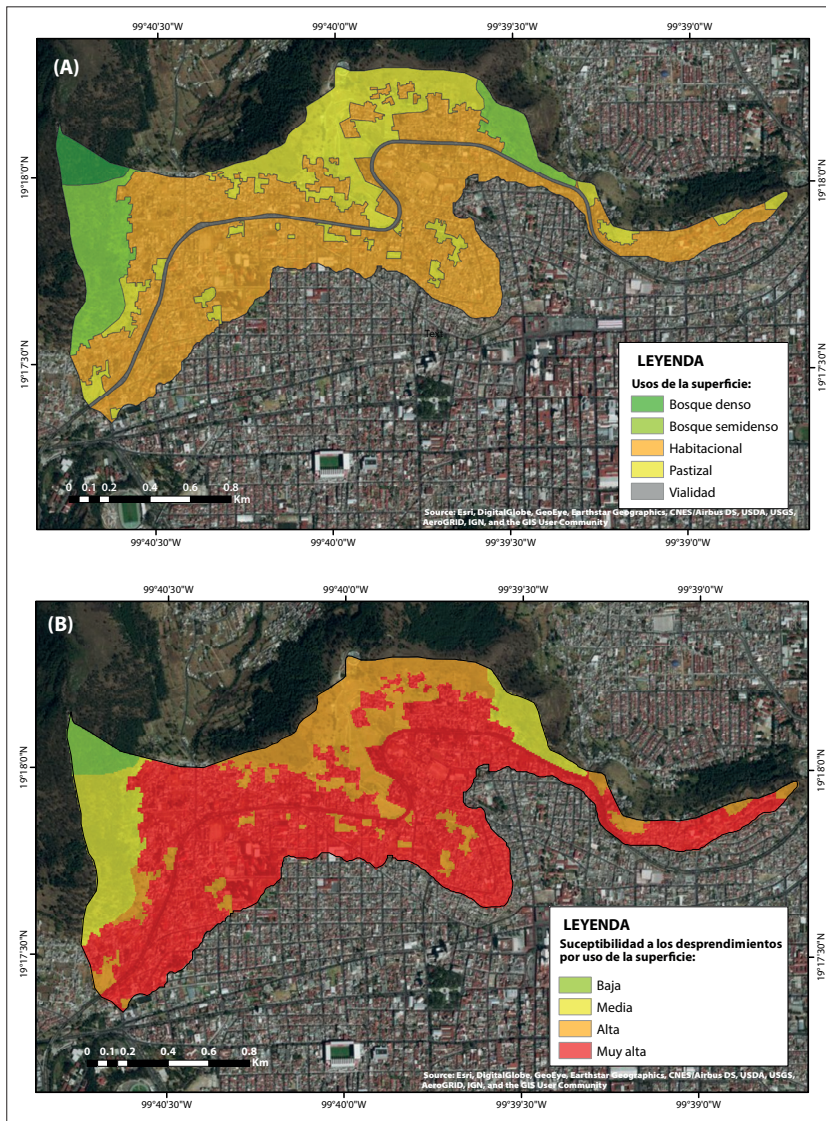 99°40'30"W 99°40'0"W 99°39'30"W 99°39'0"W
(A)
19°18'0"N 19°18'0"N
19°17'30"N 19°17'30"N
Text
LEYENDA
Usos de la superficie:
Bosque denso
Bosque semidenso
Habitacional
Pastizal
Vialidad
0 0.1 0.2 0.4 0.6 0.8
Km
Source: Esri, DigitalGlobe, GeoEye, Earthstar Geographics, CNES/Airbus DS, USDA, USGS,
AeroGRID, IGN, and the GIS User Community
99°40'30"W 99°40'0"W 99°39'30"W 99°39'0"W
99°40'30"W 99°40'0"W 99°39'30"W 99°39'0"W
(B)
19°18'0"N 19°18'0"N
19°17'30"N 19°17'30"N
LEYENDA
Suceptibilidad a los desprendimientos
por uso de la superficie:
Baja
Media
Alta
Muy alta
0 0.1 0.2 0.4 0.6 0.8
Km
Source: Esri, DigitalGlobe, GeoEye, Earthstar Geographics, CNES/Airbus DS, USDA, USGS,
AeroGRID, IGN, and the GIS User Community
99°40'30"W 99°40'0"W 99°39'30"W 99°39'0"W